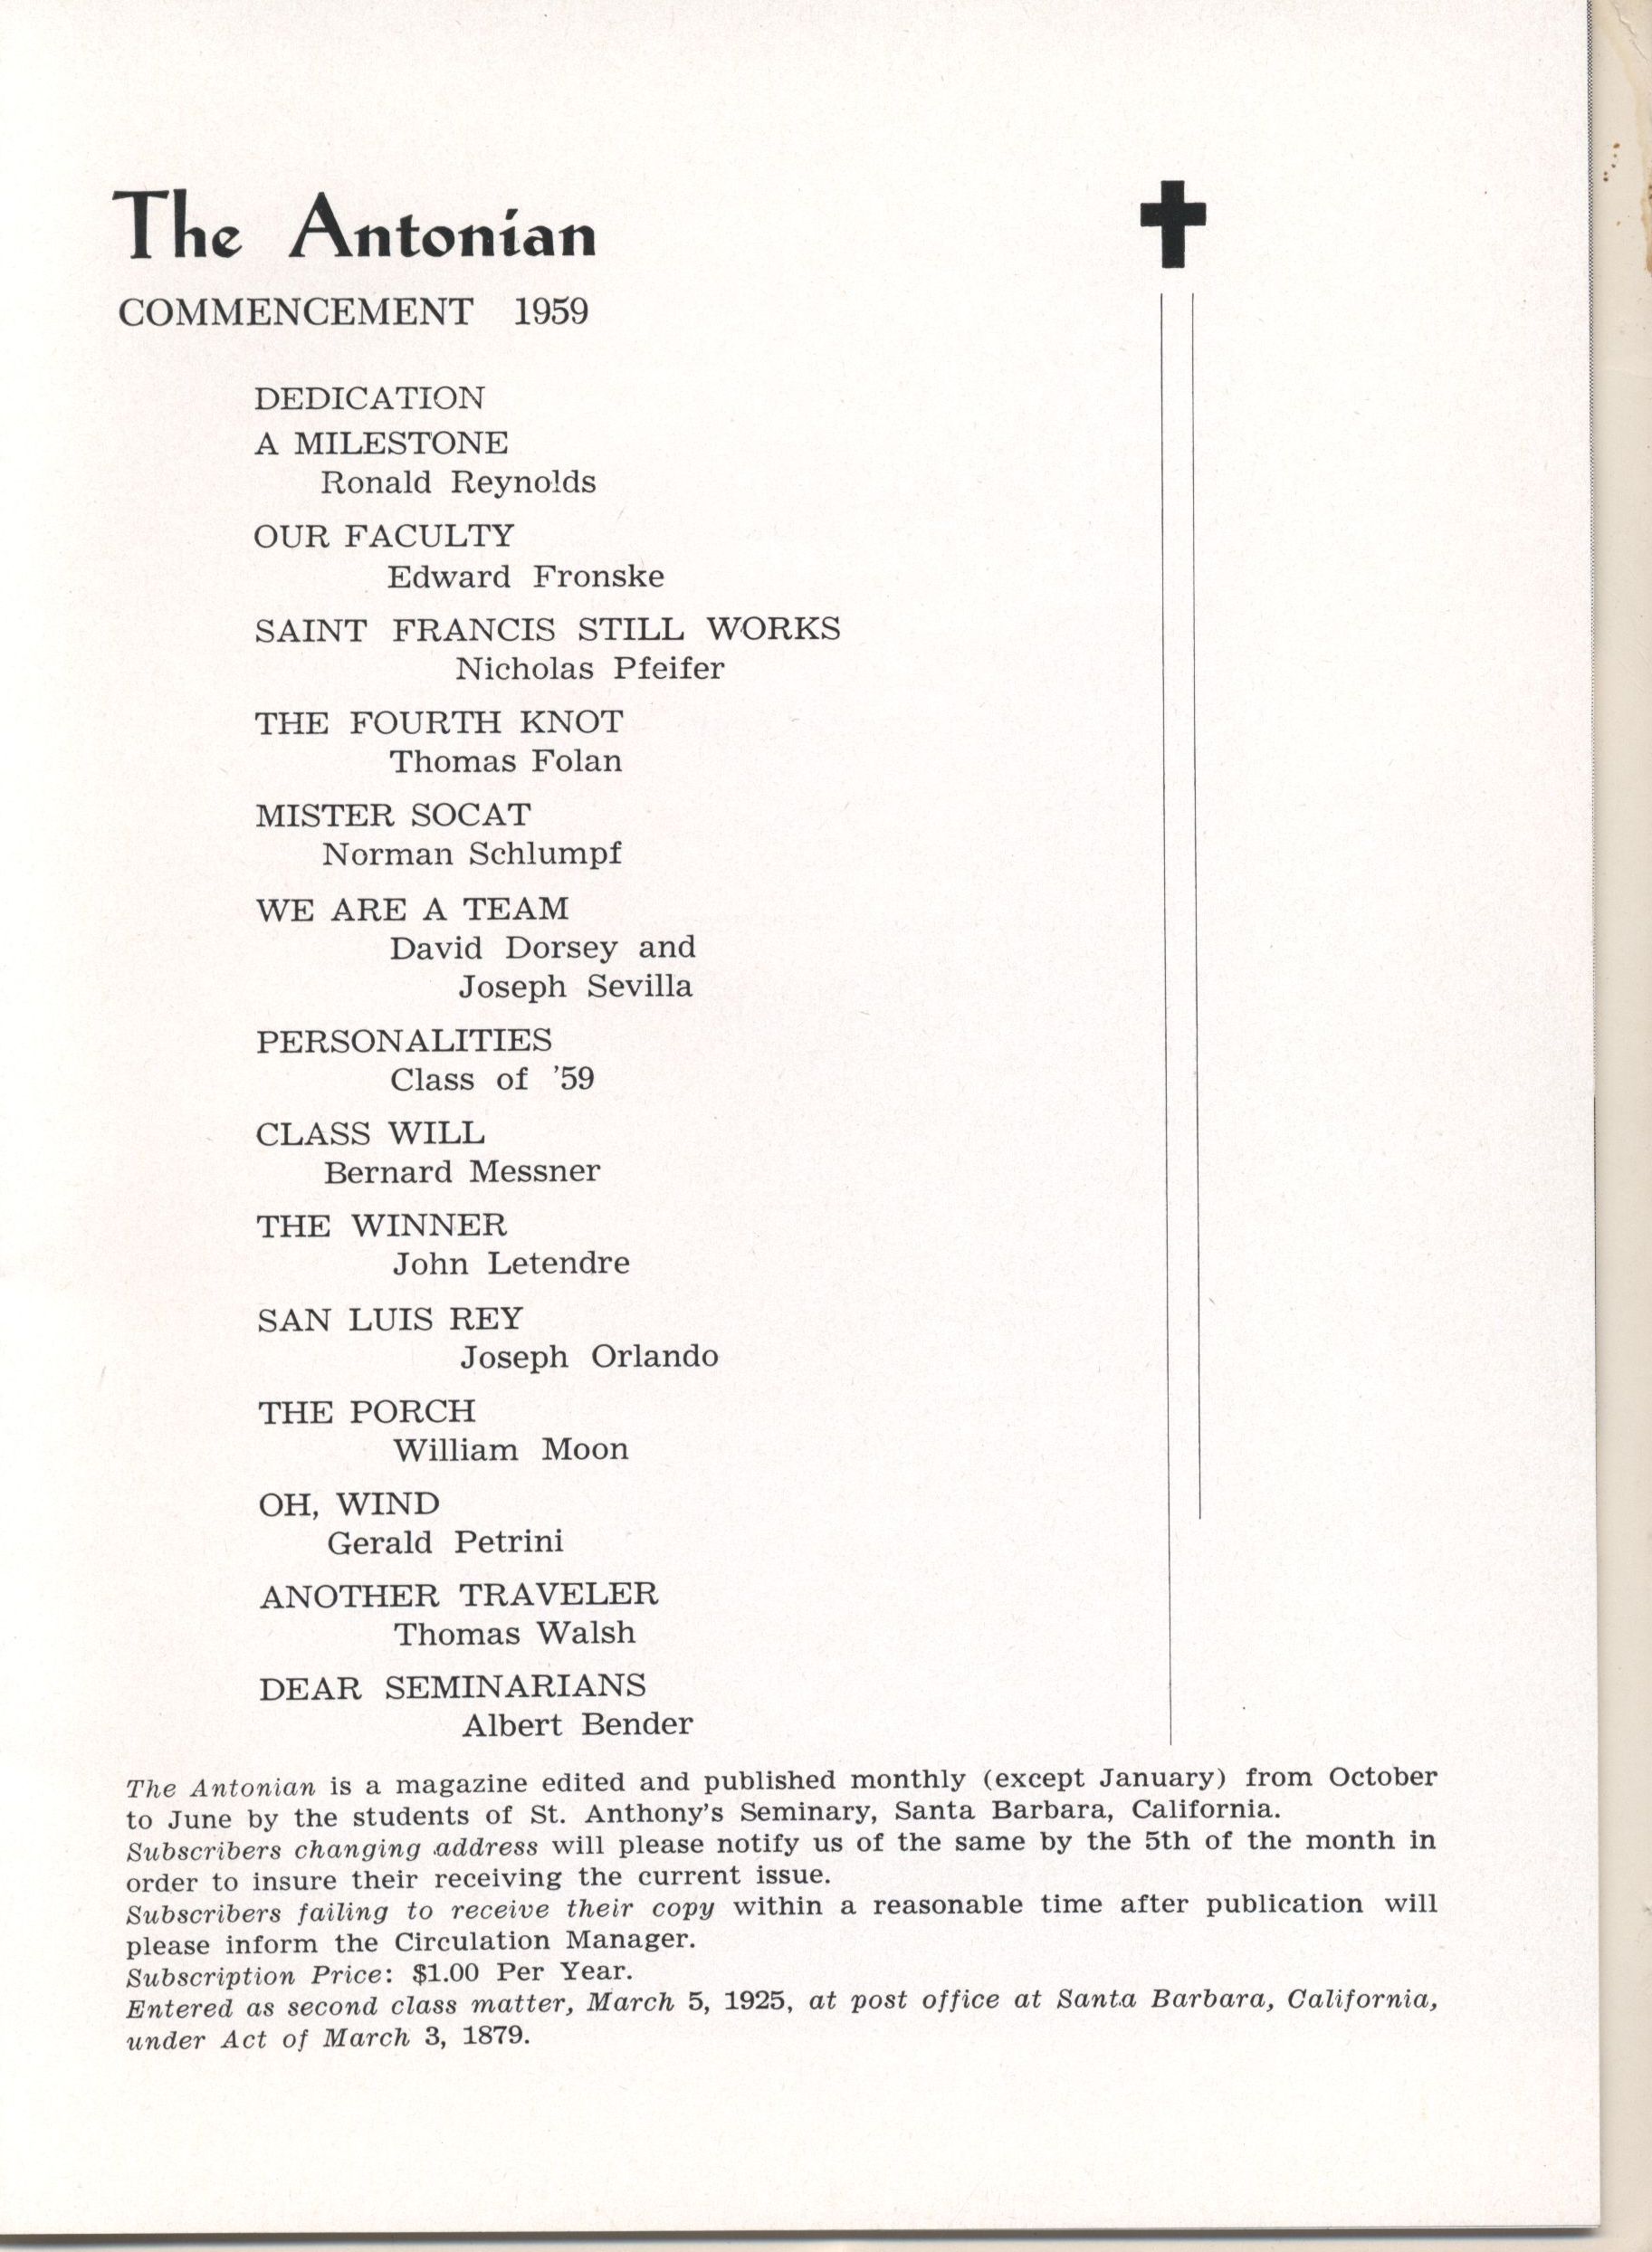 The Antonian
COMMENCEMENT 1959
DEDICATION
A MILESTONE
Ronald Reynolds
OUR FACULTY
Edward Fronske
SAINT FRANCIS STILL WORKS
Nicholas Pfeifer
THE FOURTH KNOT
Thomas Folan
MISTER SOCAT
Norman Schlumpf
WE ARE A TEAM
David Dorsey and
Joseph Sevilla
PERSONALITIES
Class of '59
CLASS WILL
Bernard Messner
THE WINNER
John Letendre
SAN LUIS REY
Joseph Orlando
THE PORCH
William Moon
OH, WIND
Gerald Petrini
ANOTHER TRAVELER
Thomas Walsh
DEAR SEMINARIANS
Albert Bender
The Antonian is a magazine edited and published monthly (except January) from October
to June by the students of St. Anthony's Seminary, Santa Barbara, California.
Subscribers changing address will please notify us of the same by the 5th of the month in
order to insure their receiving the current issue.
Subscribers failing to receive their copy within a reasonable time after publication will
please inform the Circulation Manager.
Subscription Price: $1.00 Per Year.
Entered as second class matter, March 5, 1925, at post office at Santa Barbara, California,
under Act of March 3, 1879.